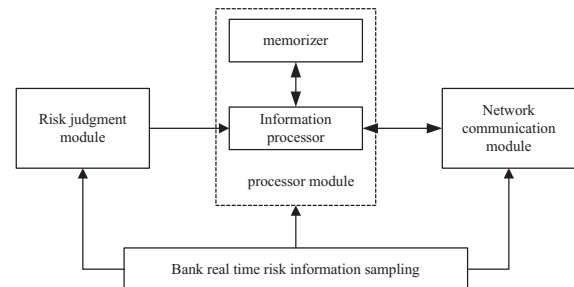 memorizer
Risk judgment
module
Information
processor
Network
communication
module
processor module
Bank real time risk information sampling